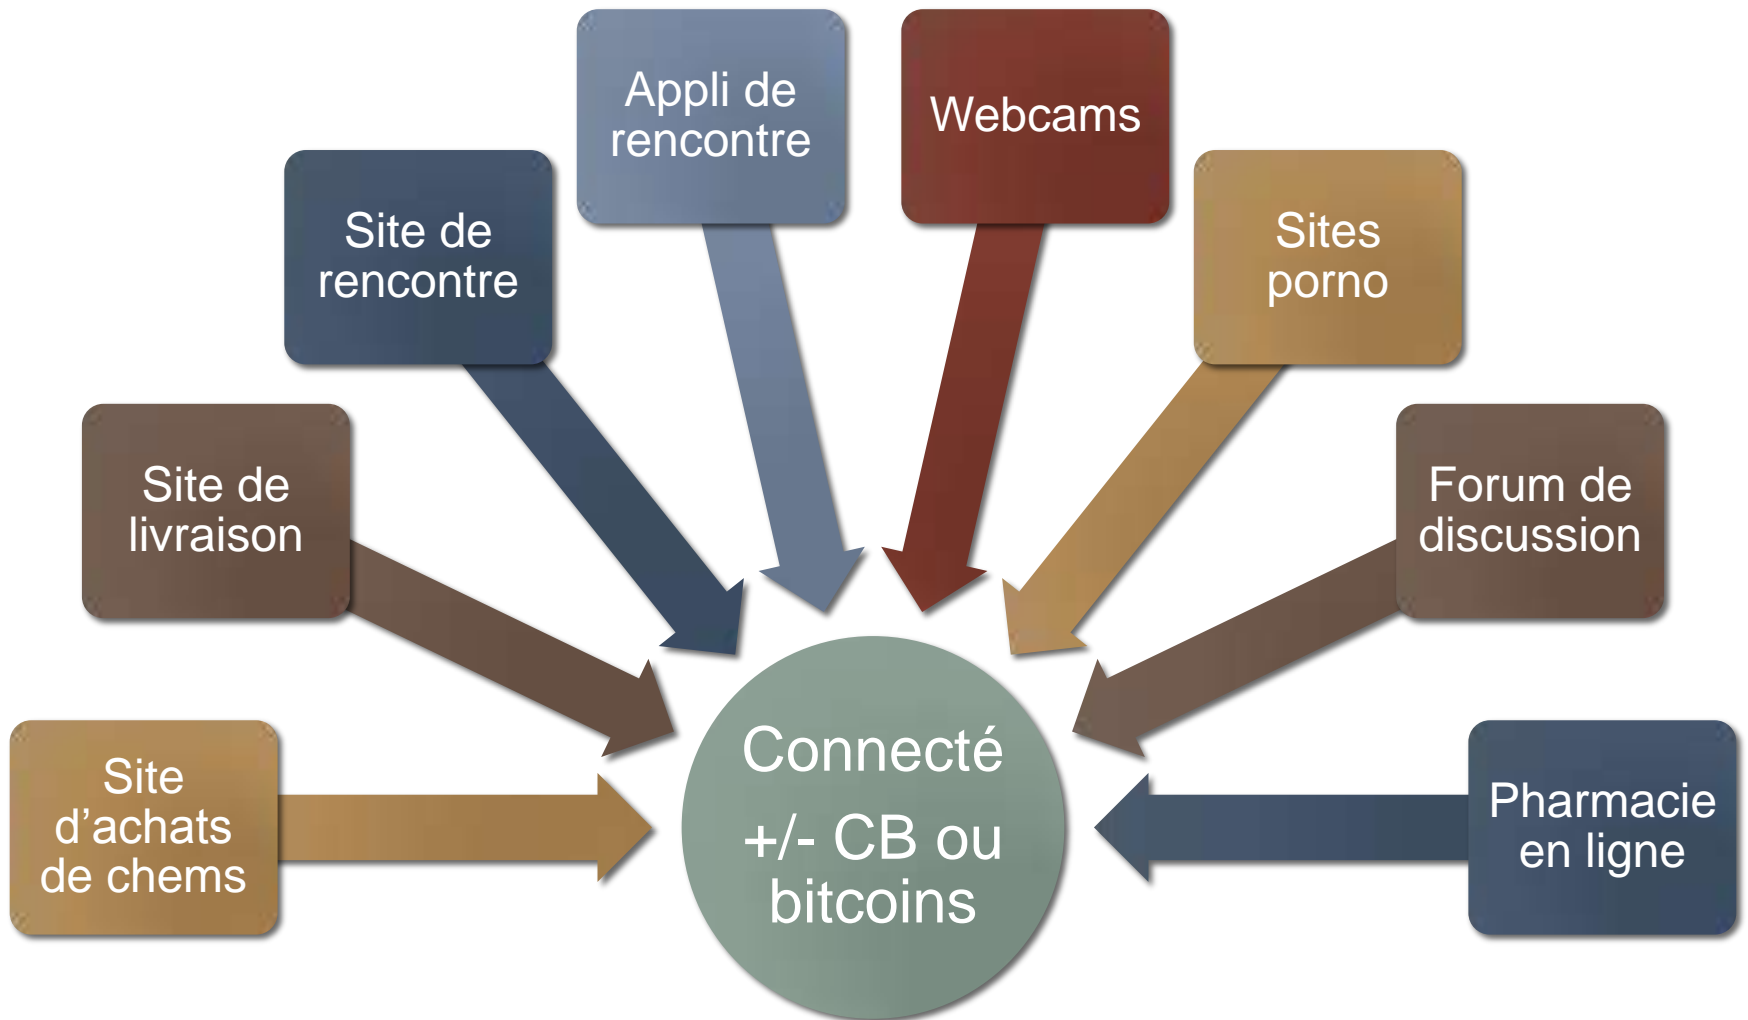 Appli de
rencontre
Webcams
Site de
rencontre
Sites
porno
Site de
livraison
Forum de
discussion
Site
d’achats
de chems
Connecté
+/- CB ou
bitcoins
Pharmacie
en ligne